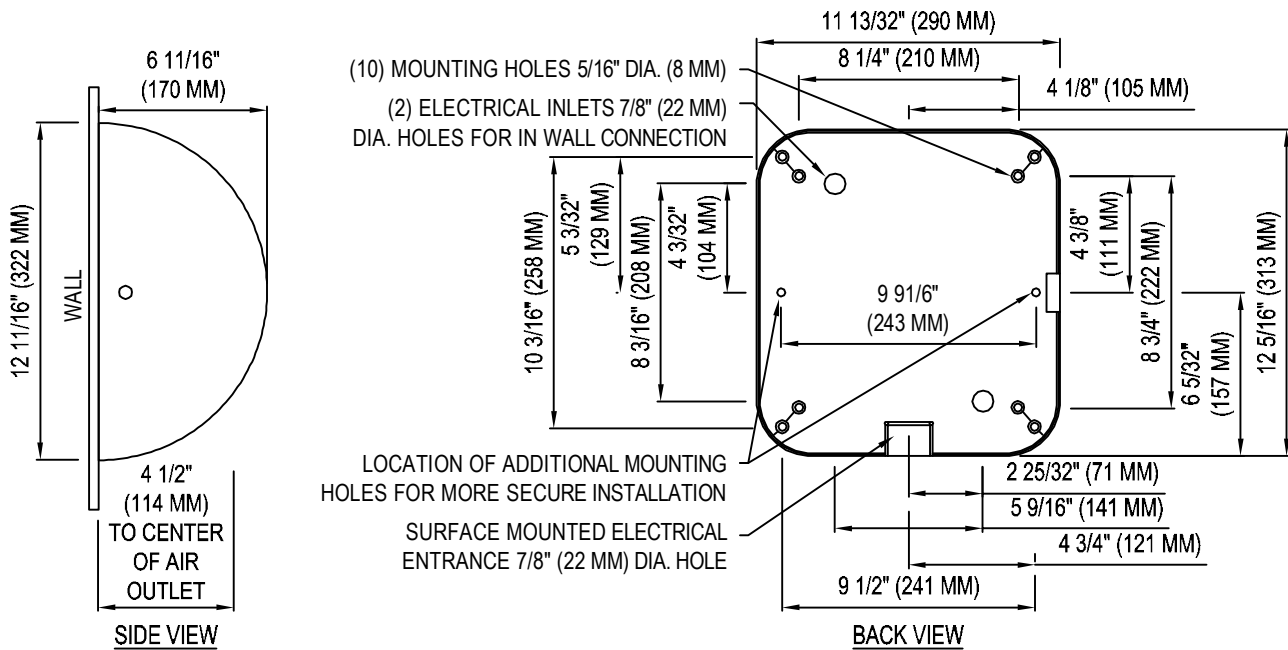 6 11/16"
(170 MM)
12 11/16" (322 MM)
WALL
4 1/2"
(114 MM)
TO CENTER
OF AIR
OUTLET
SIDE VIEW
11 13/32" (290 MM)
8 1/4" (210 MM)
4 1/8" (105 MM)
(10) MOUNTING HOLES 5/16" DIA. (8 MM)
(2) ELECTRICAL INLETS 7/8" (22 MM)
DIA. HOLES FOR IN WALL CONNECTION
10 3/16" (258 MM)
5 3/32"
(129 MM)
8 3/16" (208 MM)
4 3/32"
(104 MM)
9 91/6"
(243 MM)
4 3/8"
(111 MM)
8 3/4" (222 MM)
6 5/32"
(157 MM)
12 5/16" (313 MM)
LOCATION OF ADDITIONAL MOUNTING
HOLES FOR MORE SECURE INSTALLATION
SURFACE MOUNTED ELECTRICAL
ENTRANCE 7/8" (22 MM) DIA. HOLE
2 25/32" (71 MM)
5 9/16" (141 MM)
4 3/4" (121 MM)
9 1/2" (241 MM)
BACK VIEW